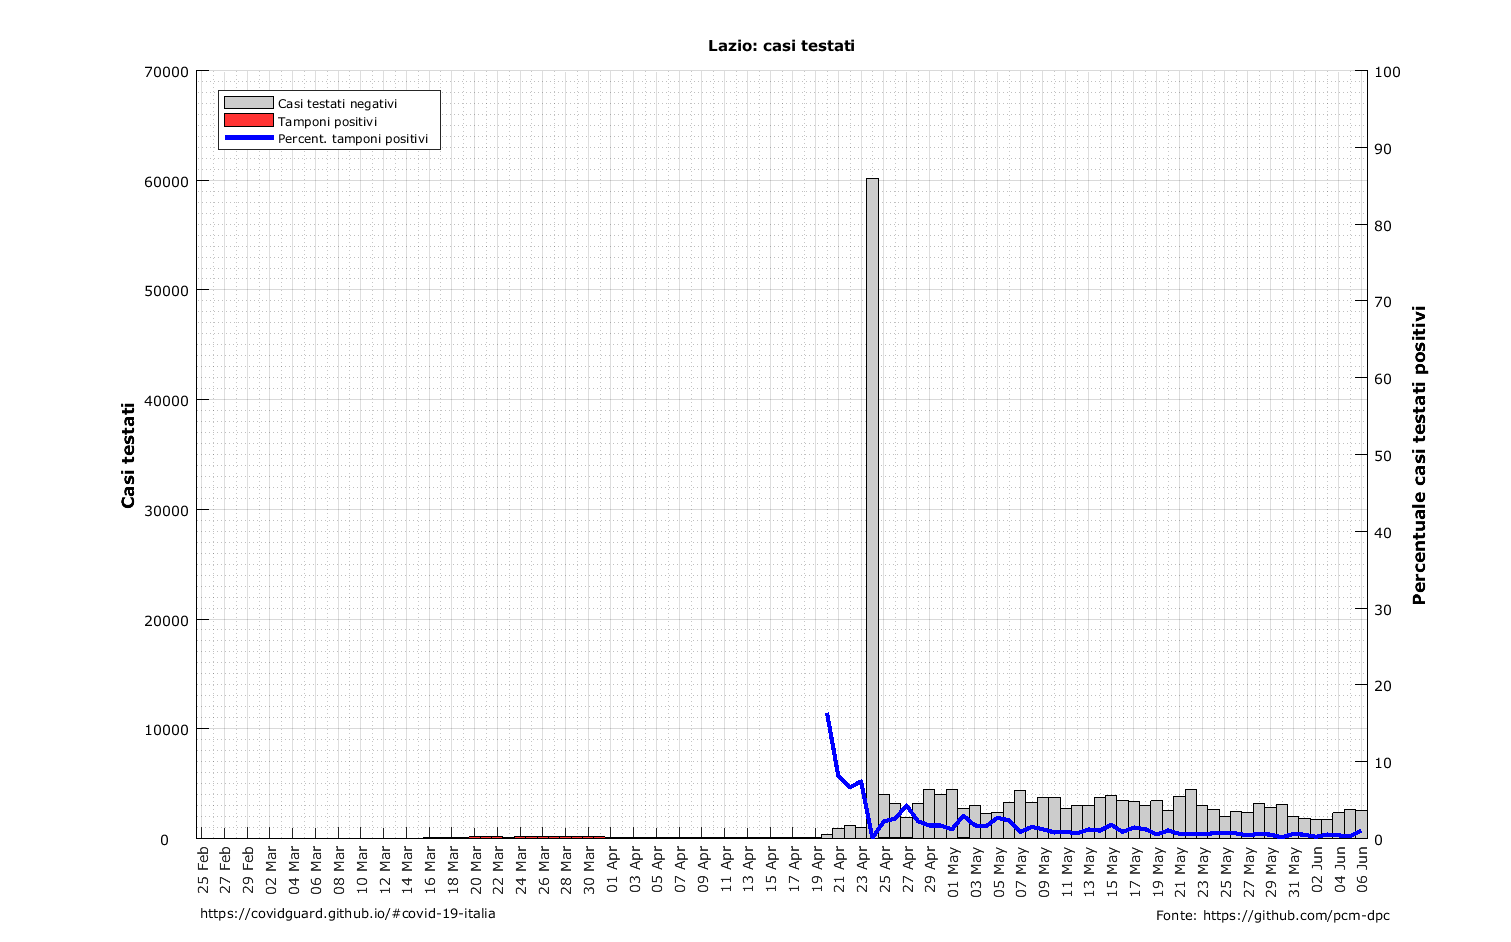 Lazio: casi testati
70000
60000
50000
40000
30000
20000
10000
0
100
90
80
70
60
50
40
30
20
10
0
Casi testati negativi
Tamponi positivi
Percent. tamponi positivi
Casi testati
Percentuale casi testati positivi
25 Feb
27 Feb
29 Feb
02 Mar
04 Mar
06 Mar
08 Mar
10 Mar
12 Mar
14 Mar
16 Mar
18 Mar
20 Mar
22 Mar
24 Mar
26 Mar
28 Mar
30 Mar
01 Apr
03 Apr
05 Apr
07 Apr
09 Apr
11 Apr
13 Apr
15 Apr
17 Apr
19 Apr
21 Apr
23 Apr
25 Apr
27 Apr
29 Apr
01 May
03 May
05 May
07 May
09 May
11 May
13 May
15 May
17 May
19 May
21 May
23 May
25 May
27 May
29 May
31 May
02 Jun
04 Jun
06 Jun
https://covidguard.github.io/#covid-19-italia
Fonte: https://github.com/pcm-dpc